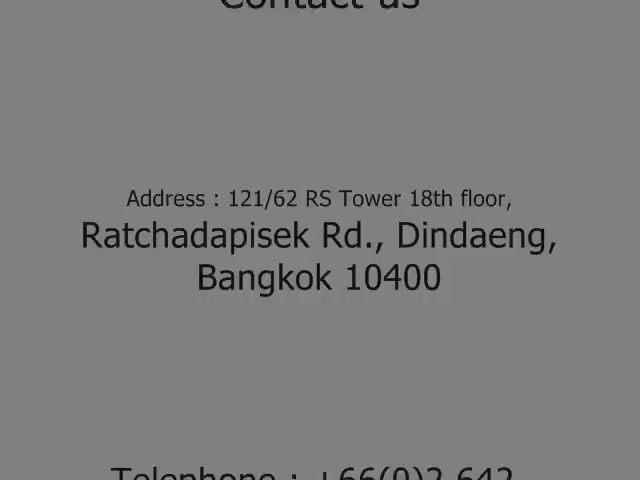 Contact us
Address : 121/62 RS Tower 18th floor,
Ratchadapisek Rd., Dindaeng,
Bangkok 10400
Telephone : +66(0)2 642